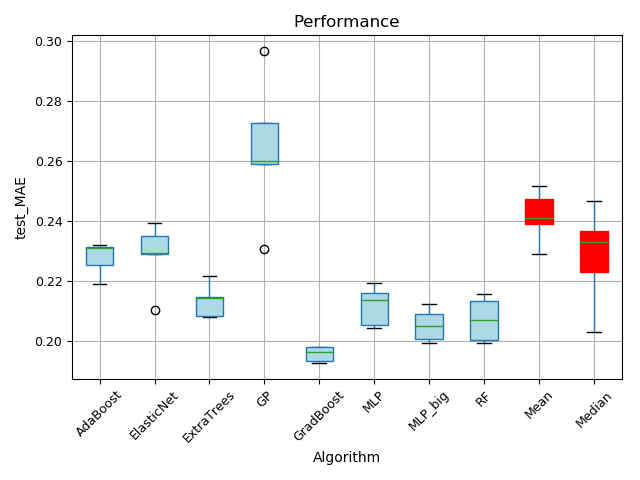 Performance
0.30
0.28
0.26
0.24
0.22
0.20
test_MAE
AdaBoost
ElasticNet
ExtraTrees
GP
GradBoost
MLP
MLP_big
RF
Mean
Median
Algorithm